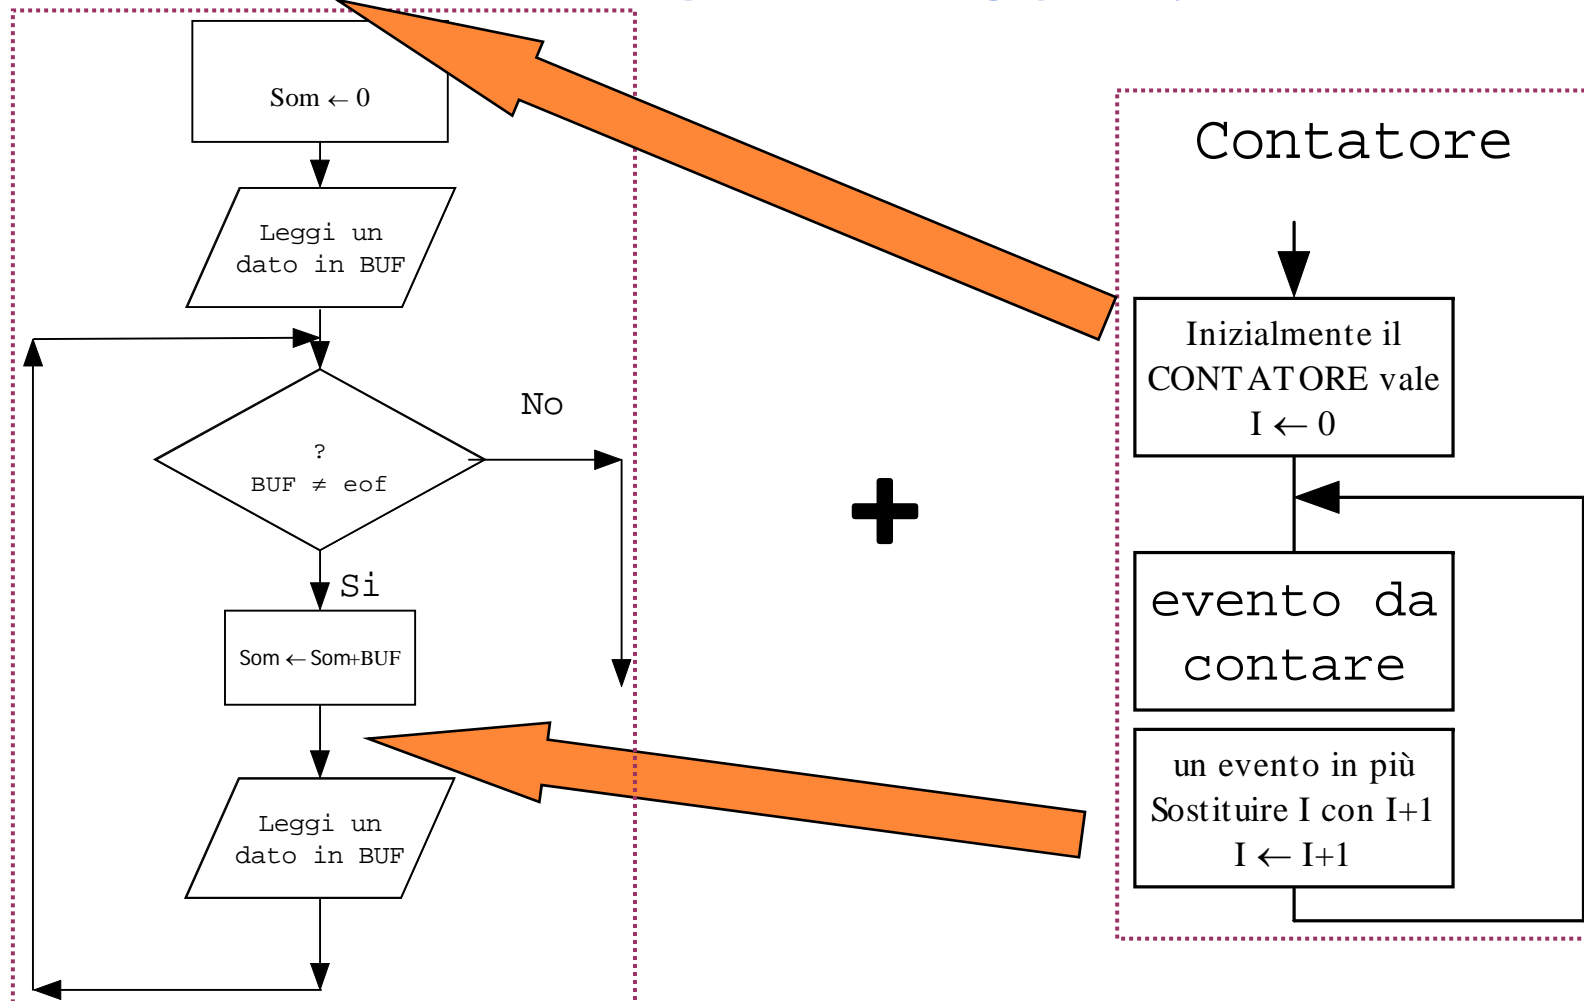 Som ← 0
Leggi un
dato in BUF
No
?
BUF ≠ eof
Si
Som ← Som+BUF
Leggi un
dato in BUF
+
Contatore
Inizialmente il
CONTATORE vale
I ← 0
evento da
contare
un evento in più
Sostituire I con I+1
I ← I+1